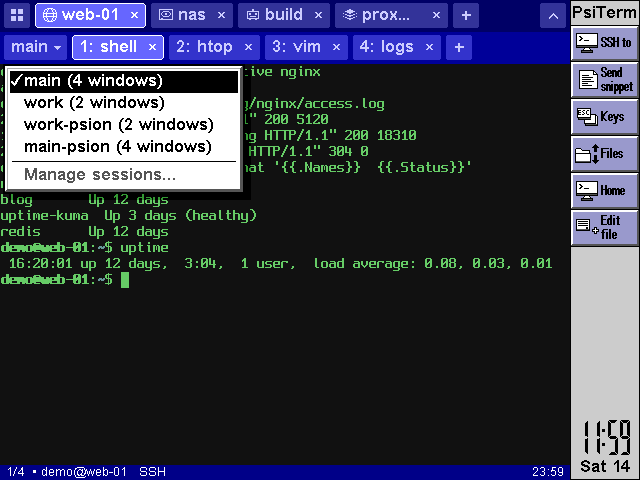 web-01 × nas × build × prox... × +
PsiTerm
main 1: shell × 2: htop × 3: vim × 4: logs × +
SSH to
Send snippet
ESC
Keys
Files
Home
Edit file
✓main (4 windows)
work (2 windows)
work-psion (2 windows)
main-psion (4 windows)
Manage sessions...
tive nginx
g/nginx/access.log
1" 200 5120
ng HTTP/1.1" 200 18310
P/1.1" 304 0
mat '{{.Names}} {{.Status}}'
blog Up 12 days
uptime-kuma Up 3 days (healthy)
redis Up 12 days
demo@web-01:~$ uptime
16:20:01 up 12 days, 3:04, 1 user, load average: 0.08, 0.03, 0.01
demo@web-01:~$
11:59
Sat 14
1/4 • demo@web-01 SSH 23:59